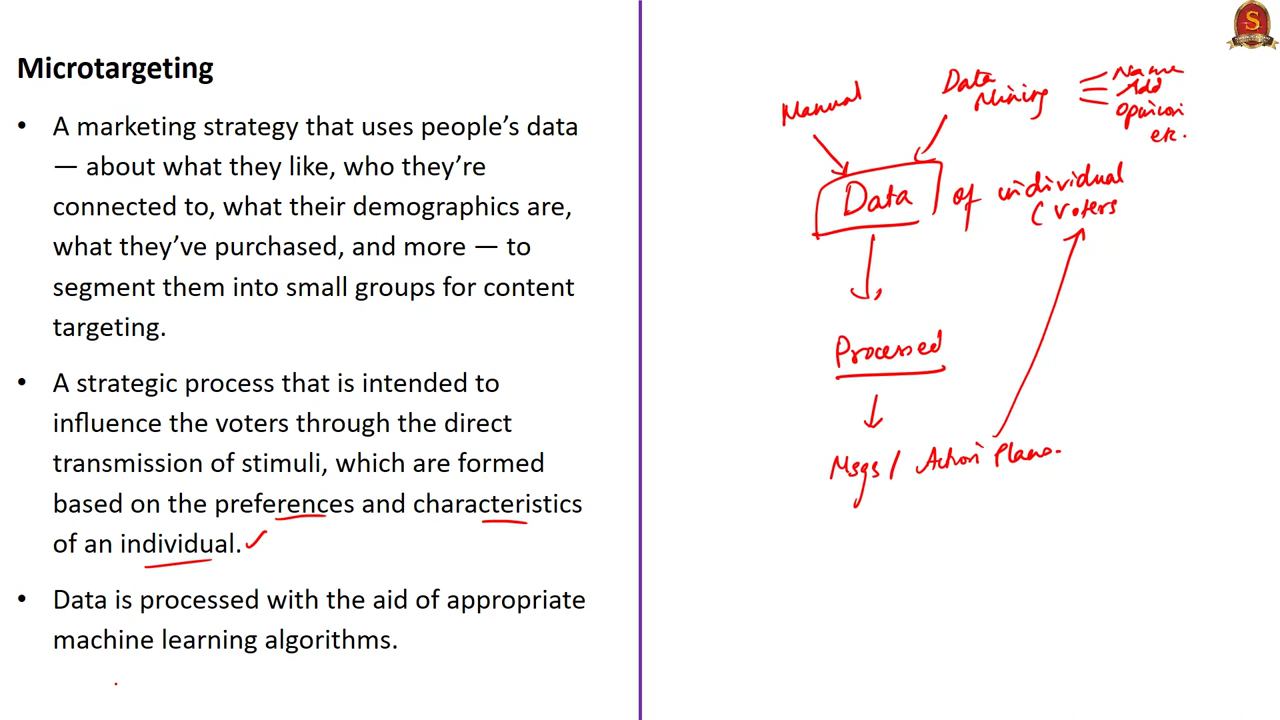 Microtargeting
• A marketing strategy that uses people’s data
— about what they like, who they’re
connected to, what their demographics are,
what they’ve purchased, and more — to
segment them into small groups for content
targeting.
• A strategic process that is intended to
influence the voters through the direct
transmission of stimuli, which are formed
based on the preferences and characteristics
of an individual.
• Data is processed with the aid of appropriate
machine learning algorithms.
Manual
Data
Mining
Name
Add
Opinion
etc.
Data
of individual
( Voters
Processed
Msgs / Action Plans.
S